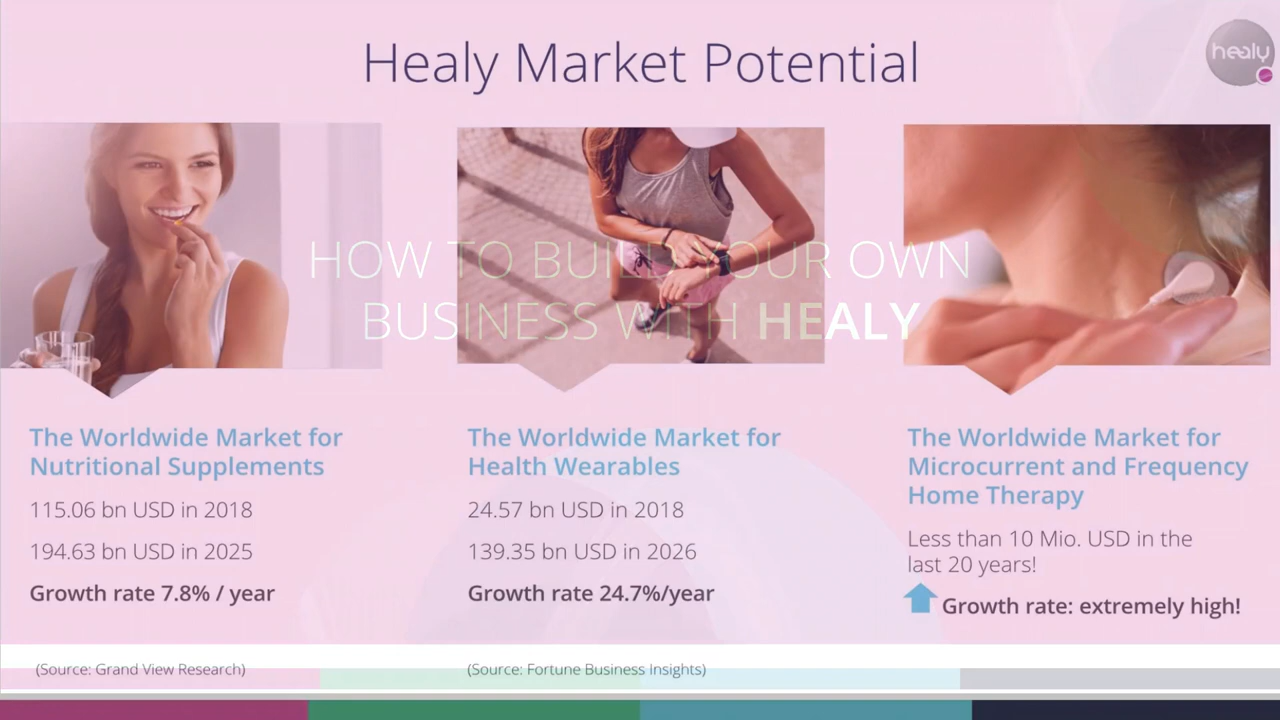 Healy Market Potential
healy
HOW TO BUILD YOUR OWN
BUSINESS WITH HEALY
The Worldwide Market for
Nutritional Supplements
115.06 bn USD in 2018
194.63 bn USD in 2025
Growth rate 7.8% / year
(Source: Grand View Research)
The Worldwide Market for
Health Wearables
24.57 bn USD in 2018
139.35 bn USD in 2026
Growth rate 24.7%/year
(Source: Fortune Business Insights)
The Worldwide Market for
Microcurrent and Frequency
Home Therapy
Less than 10 Mio. USD in the
last 20 years!
Growth rate: extremely high!